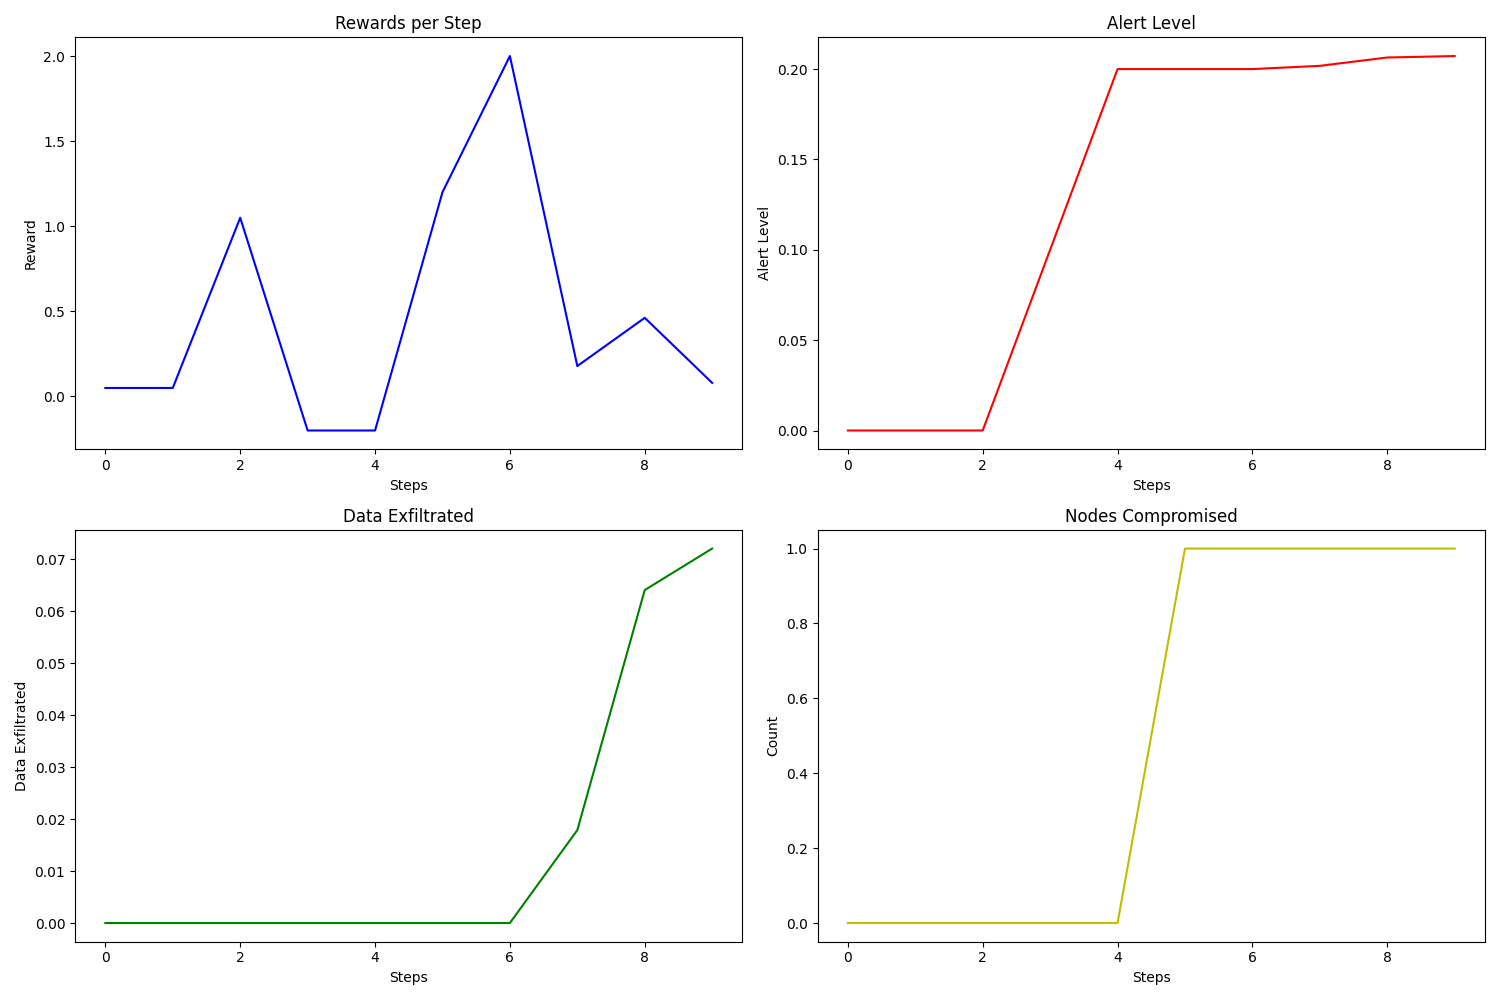 Rewards per Step
2.0
1.5
1.0
0.5
0.0
Reward
0 2 4 6 8
Steps
Alert Level
0.20
0.15
0.10
0.05
0.00
Alert Level
0 2 4 6 8
Steps
Data Exfiltrated
0.07
0.06
0.05
0.04
0.03
0.02
0.01
0.00
Data Exfiltrated
0 2 4 6 8
Steps
Nodes Compromised
1.0
0.8
0.6
0.4
0.2
0.0
Count
0 2 4 6 8
Steps